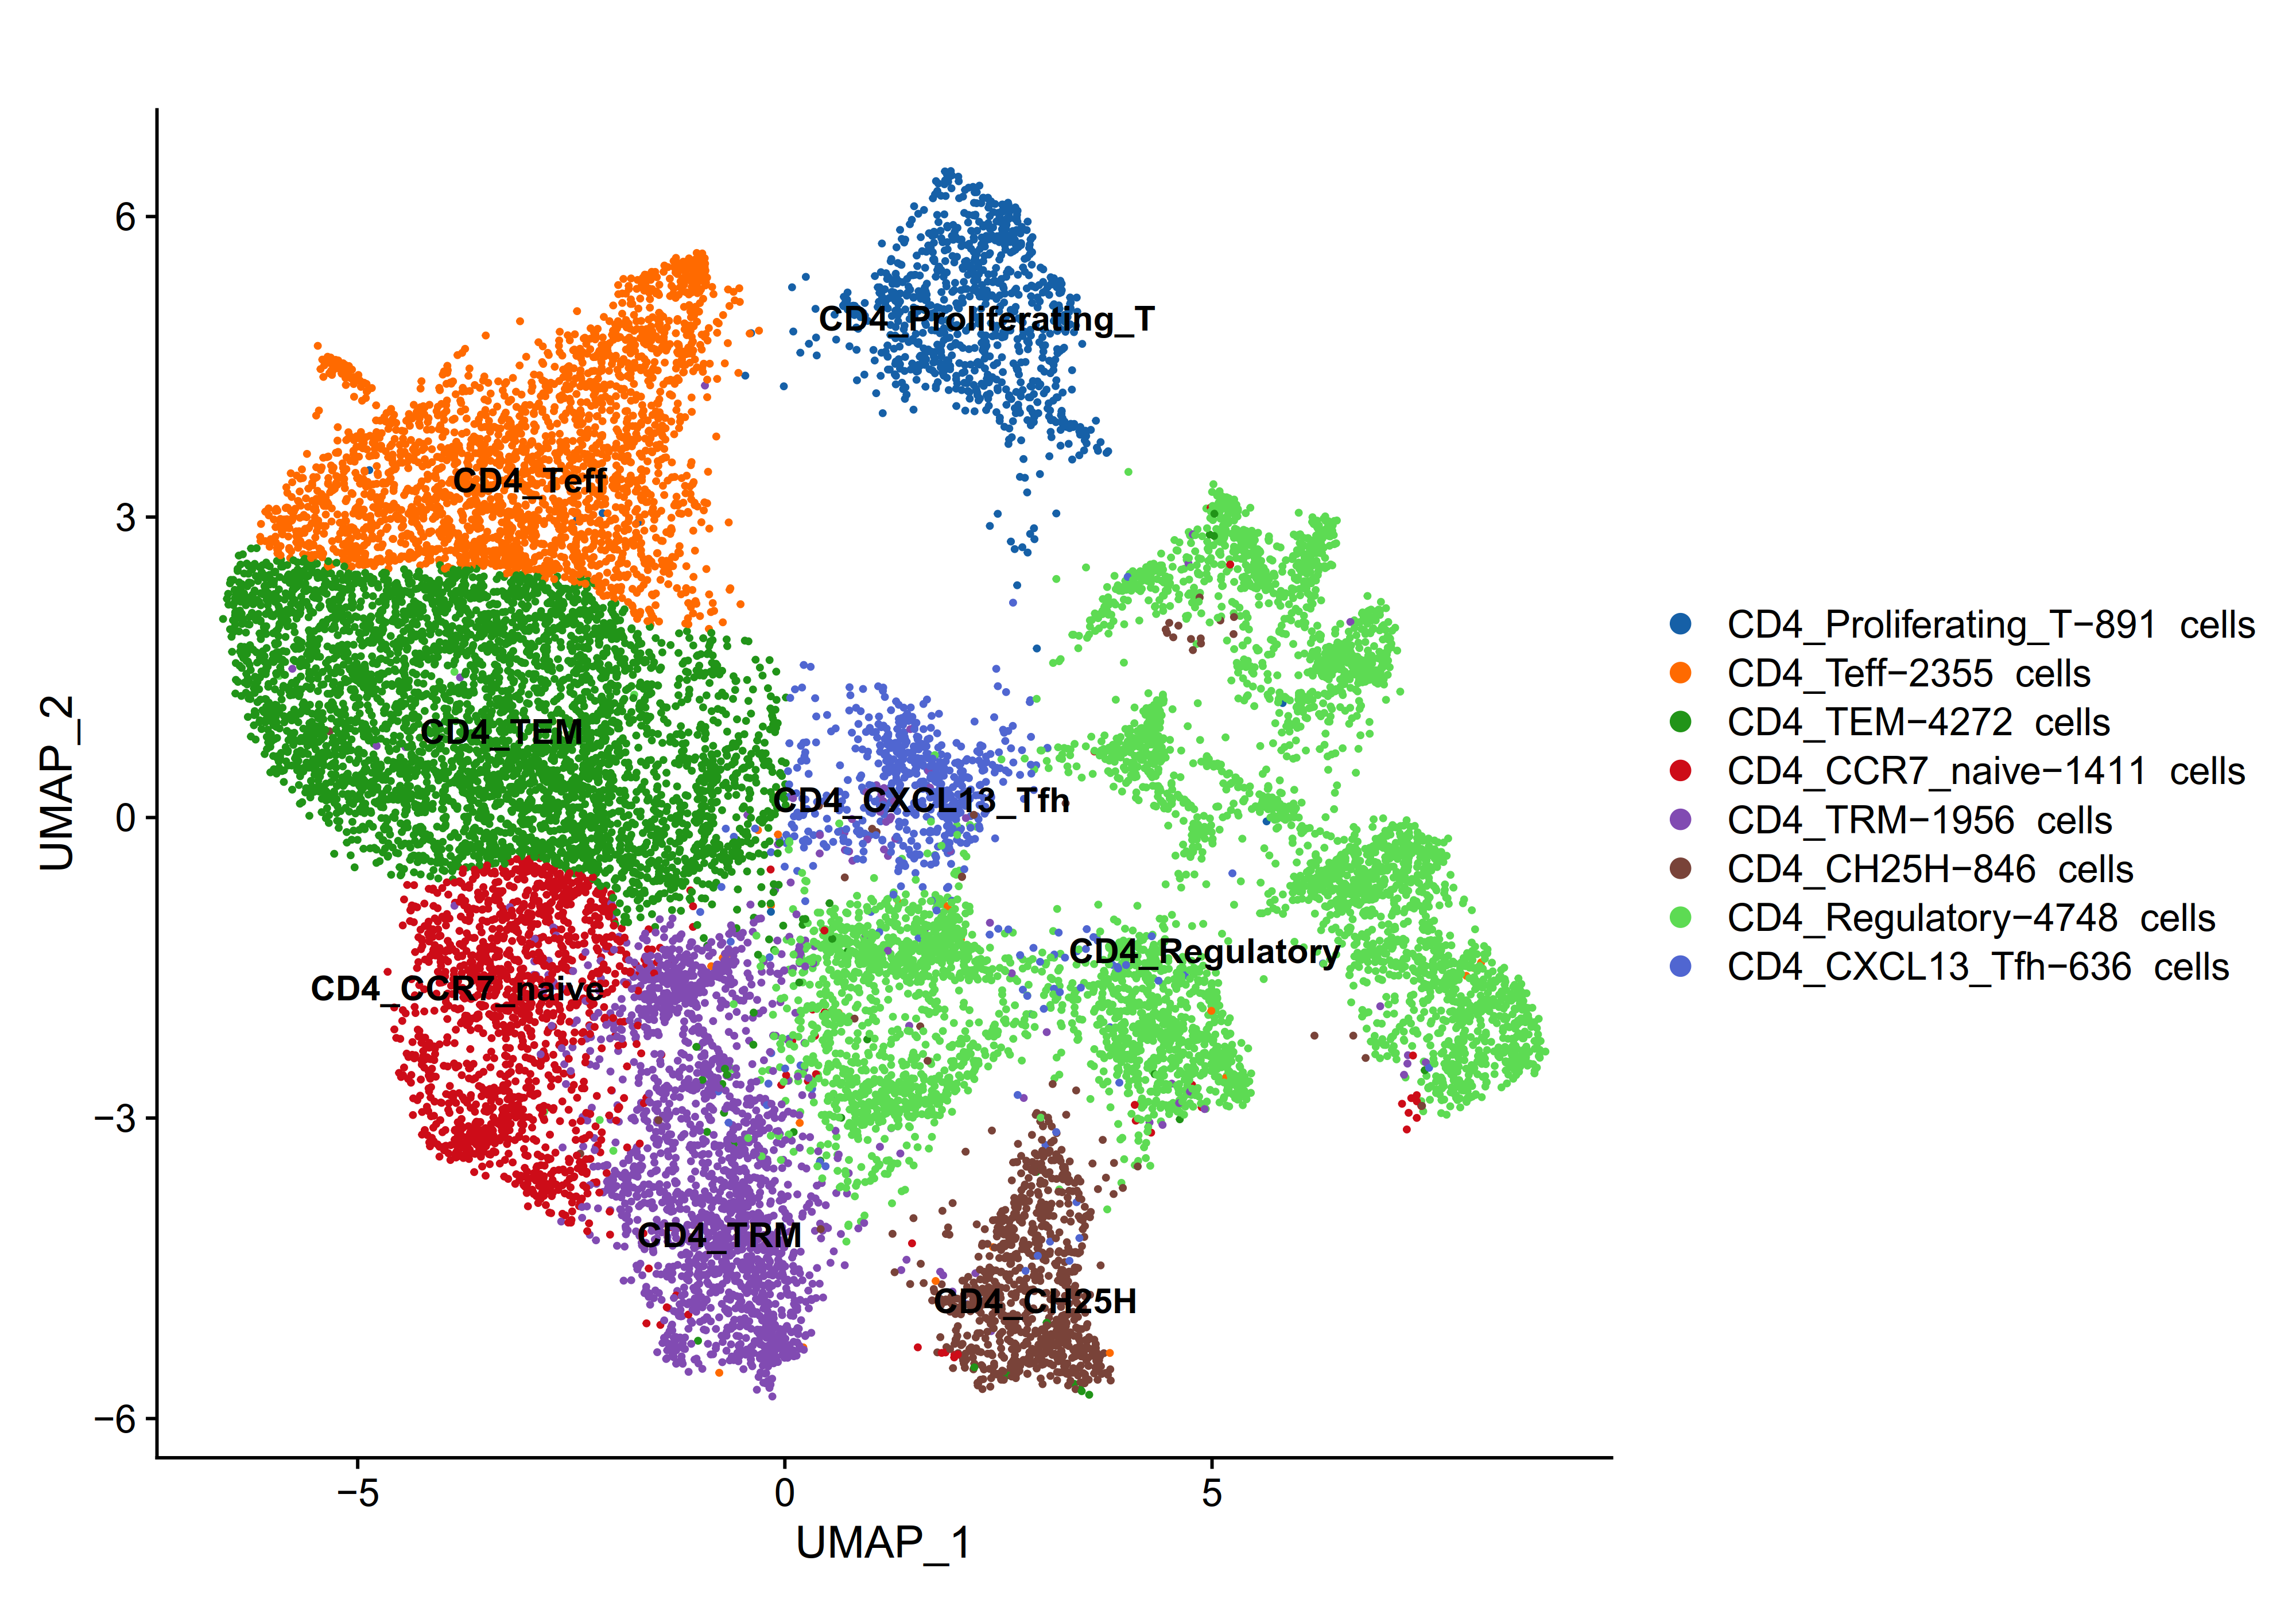 6
3
0
−3
−6
−5
0
5
UMAP_2
UMAP_1
CD4_Proliferating_T
CD4_Teff
CD4_TEM
CD4_CXCL13_Tfh
CD4_Regulatory
CD4_CCR7_naive
CD4_TRM
CD4_CH25H
CD4_Proliferating_T−891 cells
CD4_Teff−2355 cells
CD4_TEM−4272 cells
CD4_CCR7_naive−1411 cells
CD4_TRM−1956 cells
CD4_CH25H−846 cells
CD4_Regulatory−4748 cells
CD4_CXCL13_Tfh−636 cells